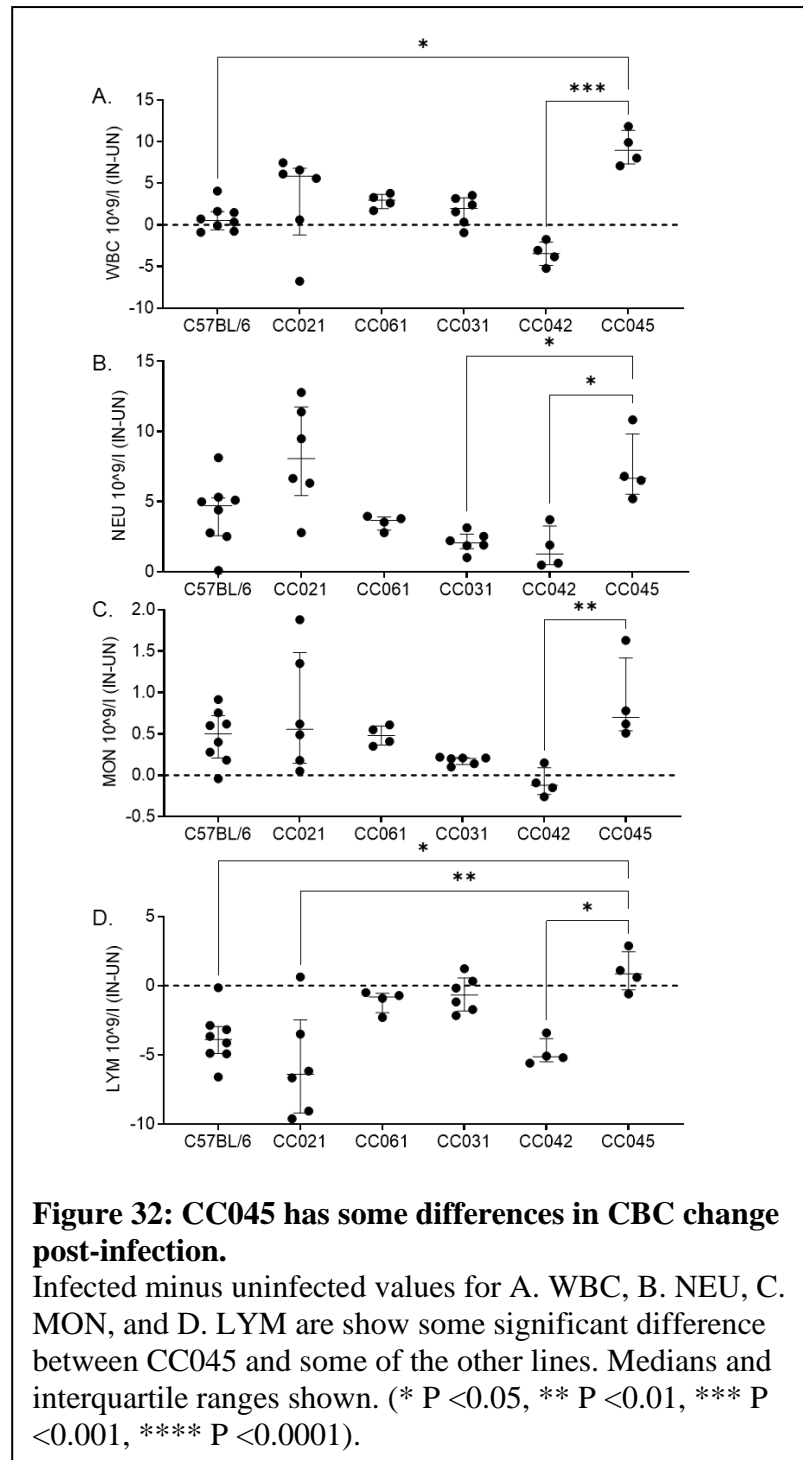 *
A.
***
WBC 10^9/l (IN-UN)
15
10
5
0
-5
-10
C57BL/6 CC021 CC061 CC031 CC042 CC045
*
B.
*
NEU 10^9/l (IN-UN)
15
10
5
0
C57BL/6 CC021 CC061 CC031 CC042 CC045
C.
**
MON 10^9/l (IN-UN)
2.0
1.5
1.0
0.5
0.0
-0.5
C57BL/6 CC021 CC061 CC031 CC042 CC045
*
**
D.
*
LYM 10^9/l (IN-UN)
5
0
-5
-10
C57BL/6 CC021 CC061 CC031 CC042 CC045
Figure 32: CC045 has some differences in CBC change
post-infection.
Infected minus uninfected values for A. WBC, B. NEU, C.
MON, and D. LYM are show some significant difference
between CC045 and some of the other lines. Medians and
interquartile ranges shown. (* P <0.05, ** P <0.01, *** P
<0.001, **** P <0.0001).